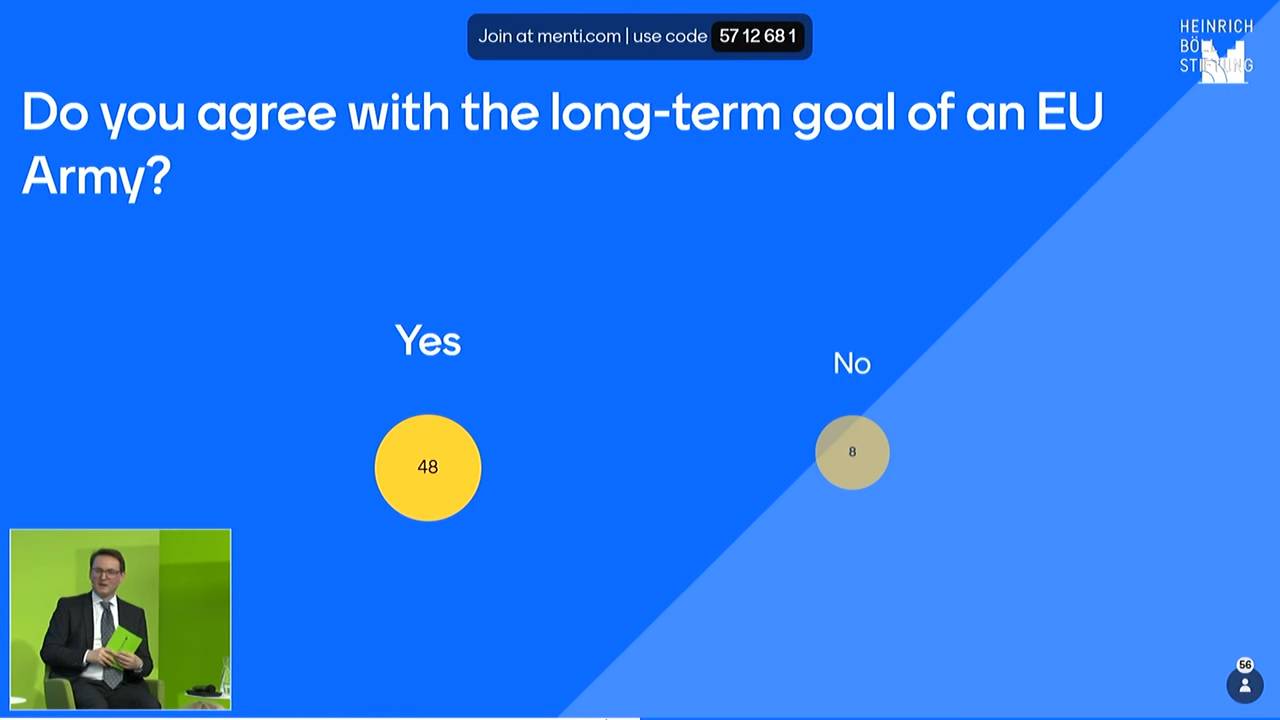 Join at menti.com | use code 57 12 68 1
HEINRICH
BÖLL
STIFTUNG
Do you agree with the long-term goal of an EU
Army?
Yes
No
48
8
56